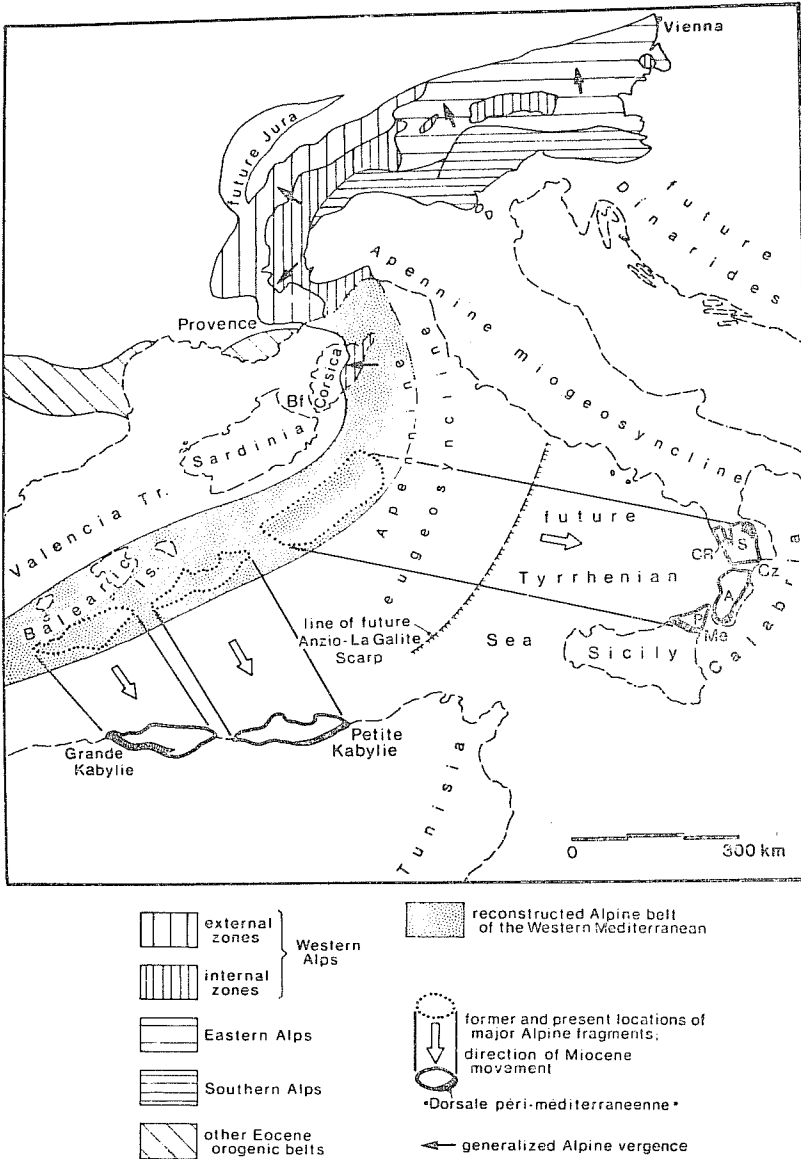 Vienna
future Jura
future
Dinarides
Apennine miogeosyncline
Provence
Corsica
Bf
Sardinia
Apennine
eugeosyncline
Valencia Tr.
Balearic
Is.
future
Tyrrhenian
Sea
CR
S
Cz
A
P
Me
Calabria
Sicily
line of future
Anzio-La Galite
Scarp
Grande
Kabylie
Petite
Kabylie
Tunisia
0 300 km
external
zones
internal
zones
Western
Alps
Eastern Alps
Southern Alps
other Eocene
orogenic belts
reconstructed Alpine belt
of the Western Mediterranean
former and present locations of
major Alpine fragments;
direction of Miocene
movement
"Dorsale péri-méditerraneenne"
generalized Alpine vergence